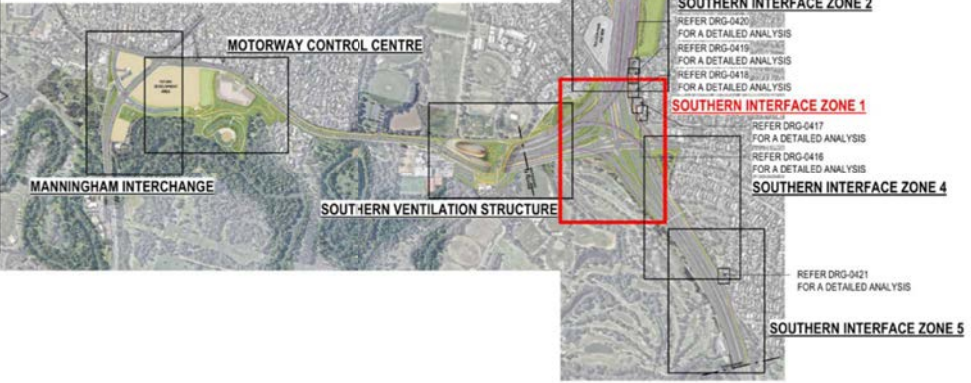 SOUTHERN INTERFACE ZONE 2
REFER DRG-0420
FOR A DETAILED ANALYSIS
REFER DRG-0419
FOR A DETAILED ANALYSIS
REFER DRG-0418
FOR A DETAILED ANALYSIS
SOUTHERN INTERFACE ZONE 1
REFER DRG-0417
FOR A DETAILED ANALYSIS
REFER DRG-0416
FOR A DETAILED ANALYSIS
SOUTHERN INTERFACE ZONE 4
MOTORWAY CONTROL CENTRE
MANNINGHAM INTERCHANGE
SOUTHERN VENTILATION STRUCTURE
REFER DRG-0421
FOR A DETAILED ANALYSIS
SOUTHERN INTERFACE ZONE 5